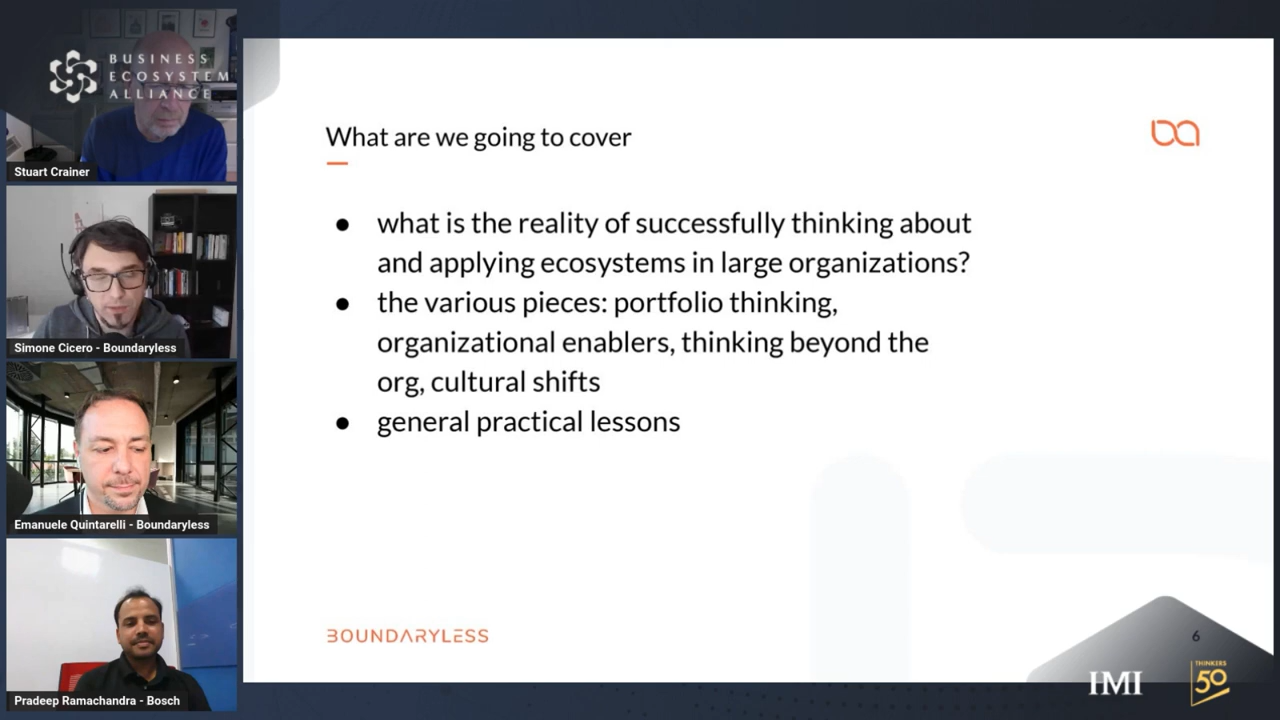 BUSINESS
ECOSYSTEM
ALLIANCE
Stuart Crainer
Simone Cicero - Boundaryless
Emanuele Quintarelli - Boundaryless
Pradeep Ramachandra - Bosch
What are we going to cover
● what is the reality of successfully thinking about
and applying ecosystems in large organizations?
● the various pieces: portfolio thinking,
organizational enablers, thinking beyond the
org, cultural shifts
● general practical lessons
BOUNDARYLESS
6
IMI
THINKERS
50